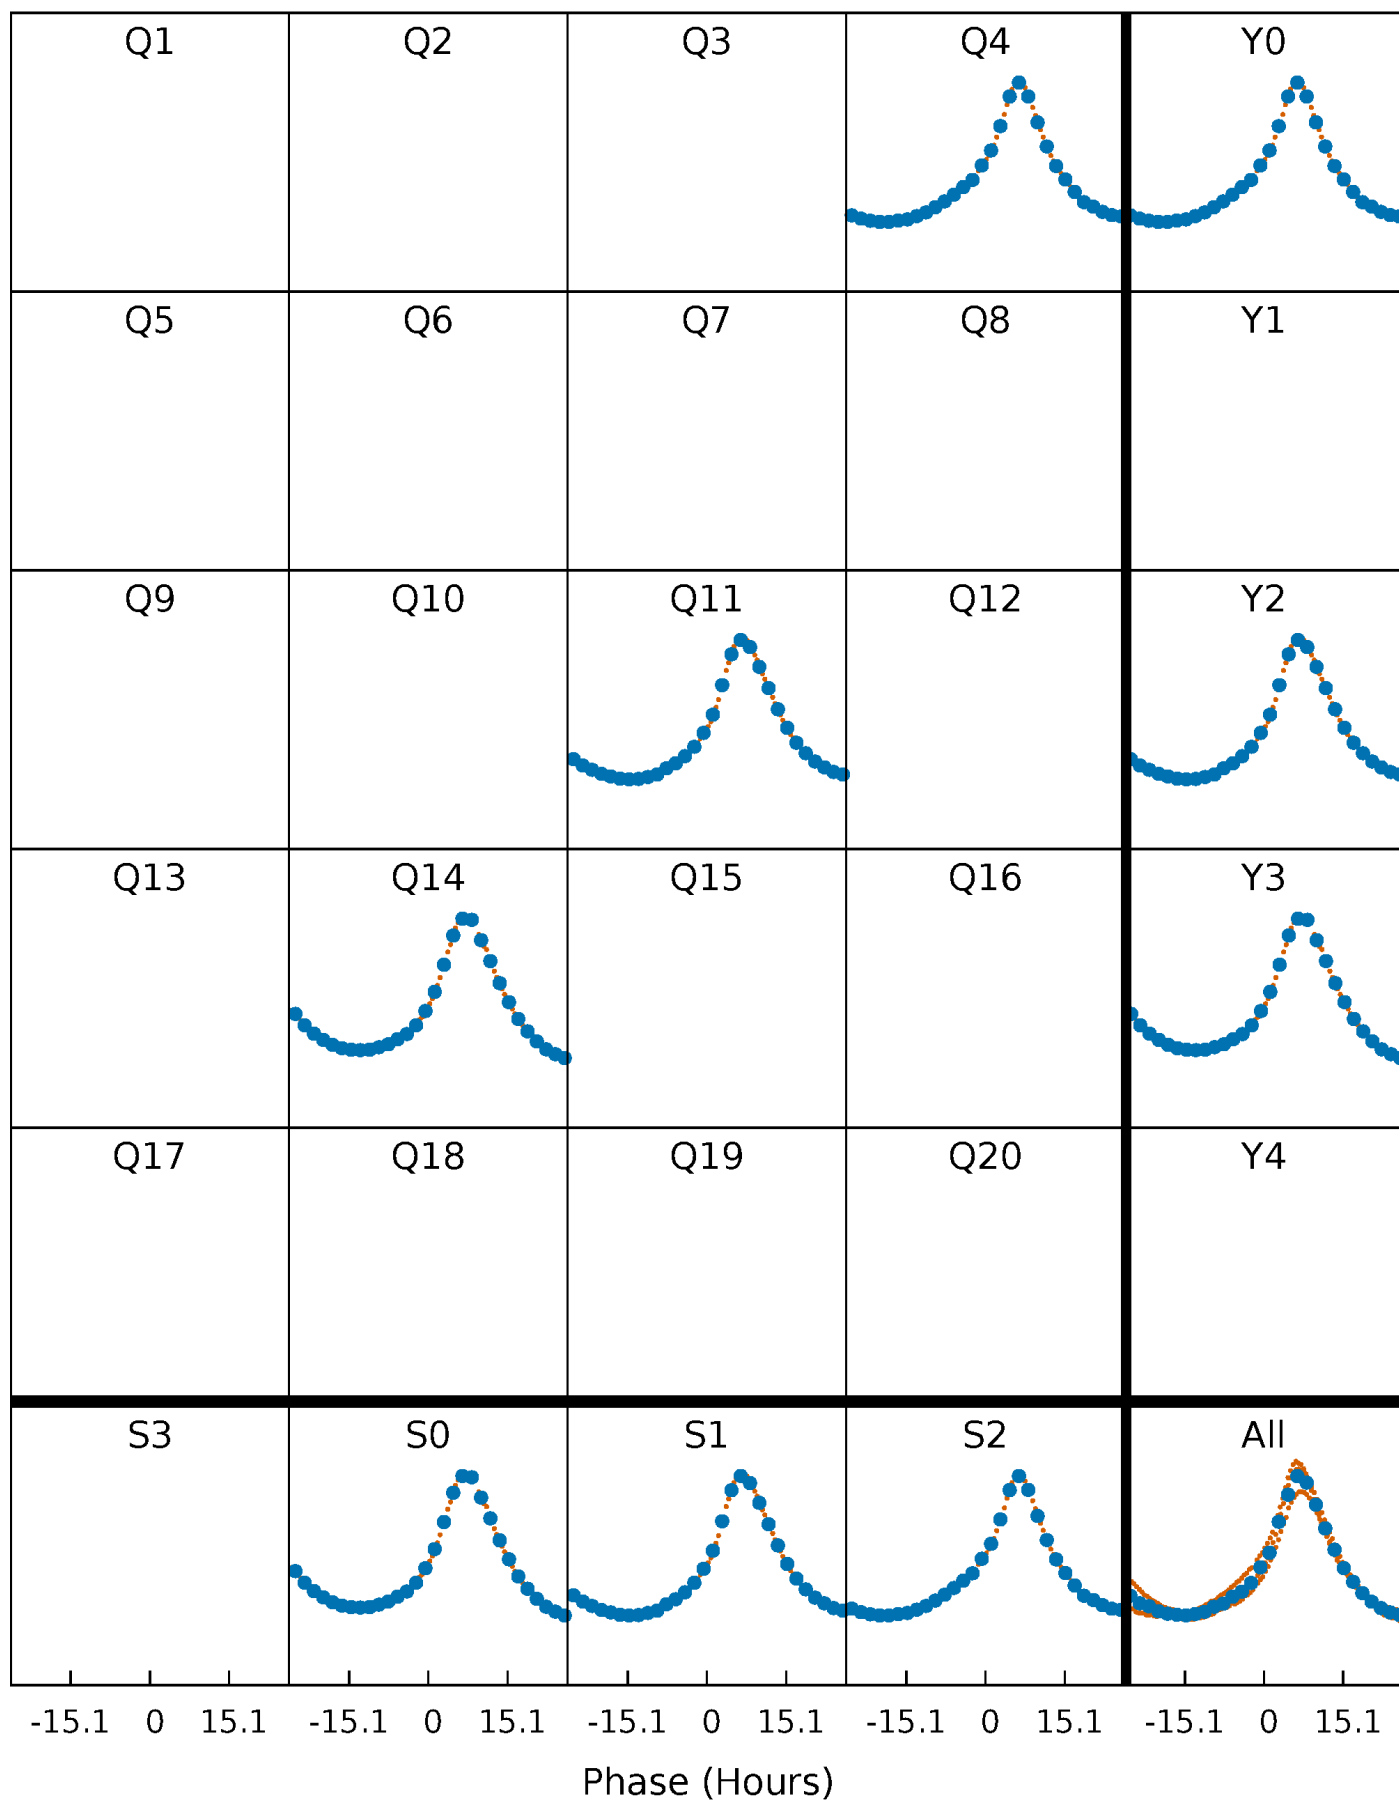 Q1 Q2 Q3 Q4 Y0
Q5 Q6 Q7 Q8 Y1
Q9 Q10 Q11 Q12 Y2
Q13 Q14 Q15 Q16 Y3
Q17 Q18 Q19 Q20 Y4
S3 S0 S1 S2 All
-15.1 0 15.1 -15.1 0 15.1 -15.1 0 15.1 -15.1 0 15.1 -15.1 0 15.1
Phase (Hours)